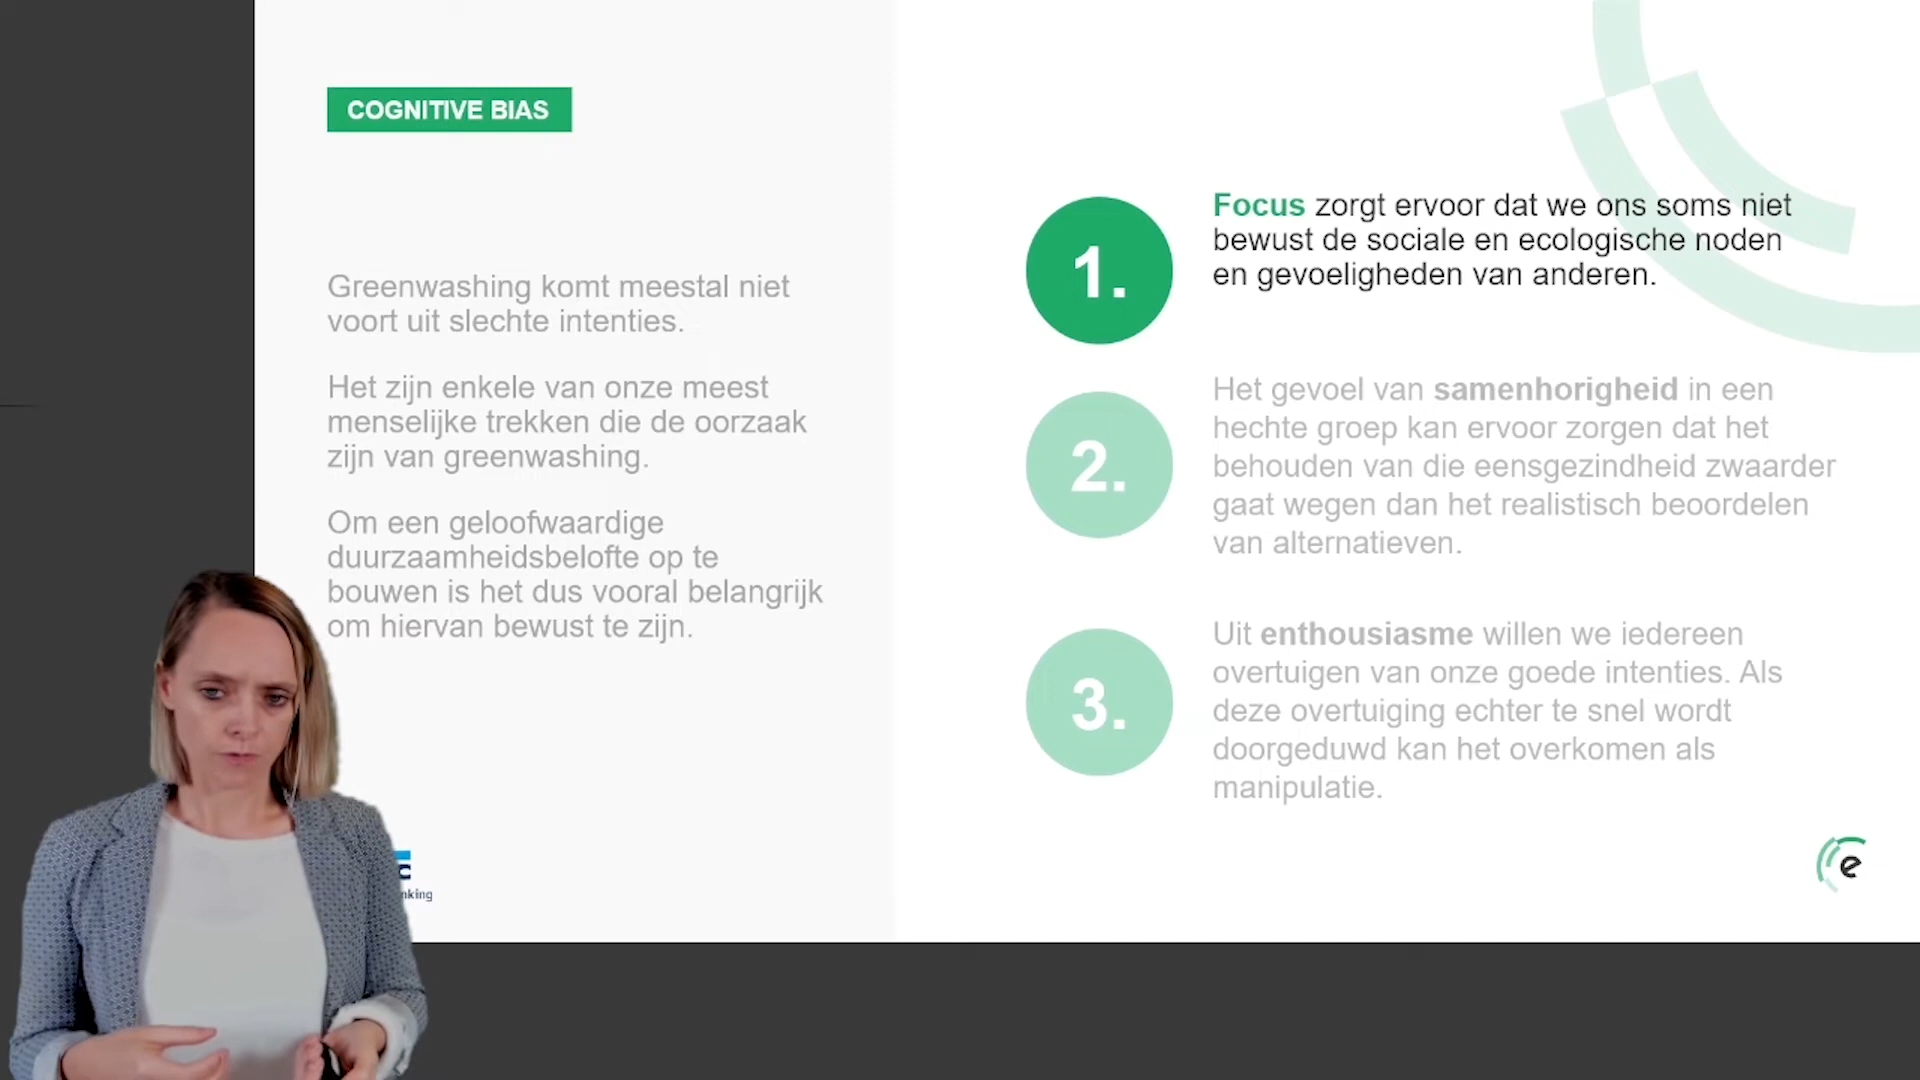 COGNITIVE BIAS
Greenwashing komt meestal niet
voort uit slechte intenties.
Het zijn enkele van onze meest
menselijke trekken die de oorzaak
zijn van greenwashing.
Om een geloofwaardige
duurzaamheidsbelofte op te
bouwen is het dus vooral belangrijk
om hiervan bewust te zijn.
1.
Focus zorgt ervoor dat we ons soms niet
bewust de sociale en ecologische noden
en gevoeligheden van anderen.
2.
Het gevoel van samenhorigheid in een
hechte groep kan ervoor zorgen dat het
behouden van die eensgezindheid zwaarder
gaat wegen dan het realistisch beoordelen
van alternatieven.
3.
Uit enthousiasme willen we iedereen
overtuigen van onze goede intenties. Als
deze overtuiging echter te snel wordt
doorgeduwd kan het overkomen als
manipulatie.
e